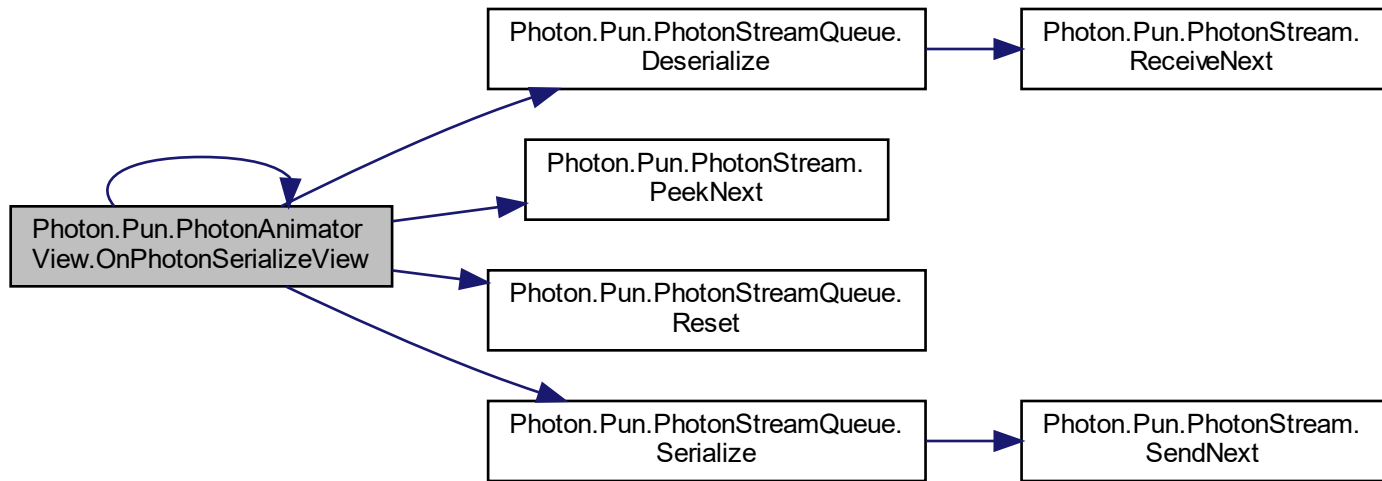 Photon.Pun.PhotonStreamQueue.
Deserialize
Photon.Pun.PhotonStream.
ReceiveNext
Photon.Pun.PhotonStream.
PeekNext
Photon.Pun.PhotonAnimator
View.OnPhotonSerializeView
Photon.Pun.PhotonStreamQueue.
Reset
Photon.Pun.PhotonStreamQueue.
Serialize
Photon.Pun.PhotonStream.
SendNext